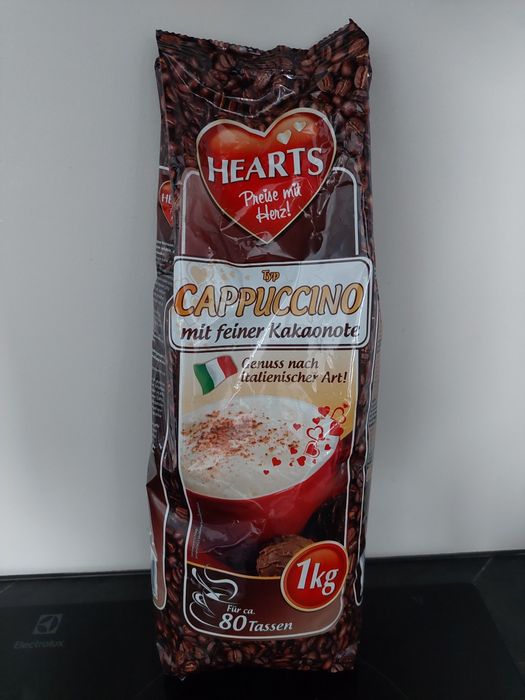 HEARTS
Preise mit
Herz!
HE
Typ
CAPPUCCINO
mit feiner Kakaonote
Genuss nach
italienischer Art!
1kg
Für ca.
80 Tassen
Electrolux